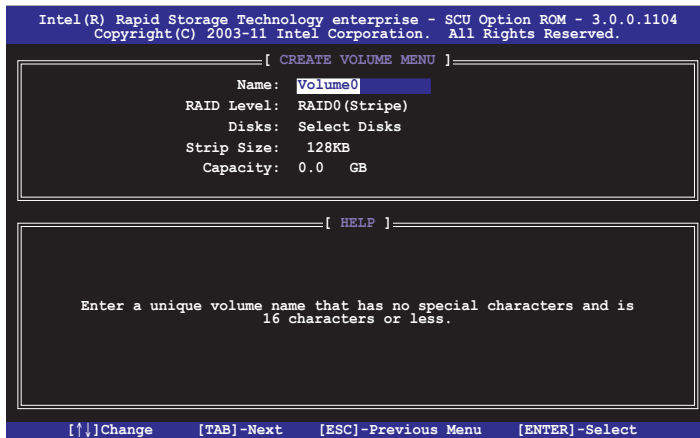 Intel(R) Rapid Storage Technology enterprise - SCU Option ROM - 3.0.0.1104
Copyright(C) 2003-11 Intel Corporation. All Rights Reserved.
[ CREATE VOLUME MENU ]
Name: Volume0
RAID Level: RAID0(Stripe)
Disks: Select Disks
Strip Size: 128KB
Capacity: 0.0 GB
[ HELP ]
Enter a unique volume name that has no special characters and is
16 characters or less.
[↑↓]Change [TAB]-Next [ESC]-Previous Menu [ENTER]-Select